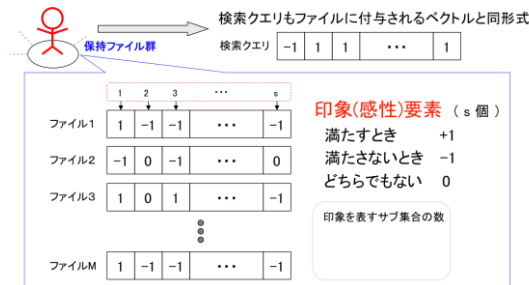 検索クエリもファイルに付与されるベクトルと同形式
保持ファイル群
検索クエリ -1 1 1 ・・・ 1
1 2 3 ・・・ s
ファイル1 1 -1 -1 ・・・ -1
ファイル2 -1 0 -1 ・・・ 0
ファイル3 1 0 1 ・・・ -1
ファイルM 1 -1 -1 ・・・ -1
印象(感性)要素 (s個)
満たすとき +1
満たさないとき -1
どちらでもない 0
印象を表すサブ集合の数